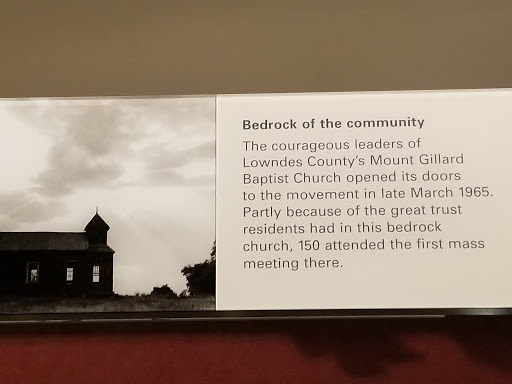 Bedrock of the community
The courageous leaders of
Lowndes County's Mount Gillard
Baptist Church opened its doors
to the movement in late March 1965.
Partly because of the great trust
residents had in this bedrock
church, 150 attended the first mass
meeting there.